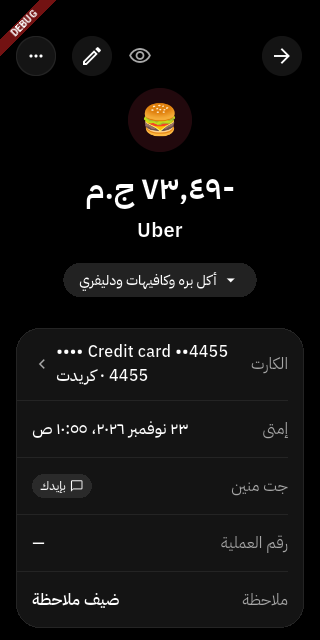 DEBUG
-٧٣,٤٩ ج.م
Uber
أكل بره وكافيهات ودليفري
الكارت
•••• Credit card ••4455
كريدت · 4455
إمتى
٢٣ نوفمبر ٢٠٢٦، ١٠:٠٠ ص
جت منين
بإيدك
رقم العملية
—
ملاحظة
ضيف ملاحظة